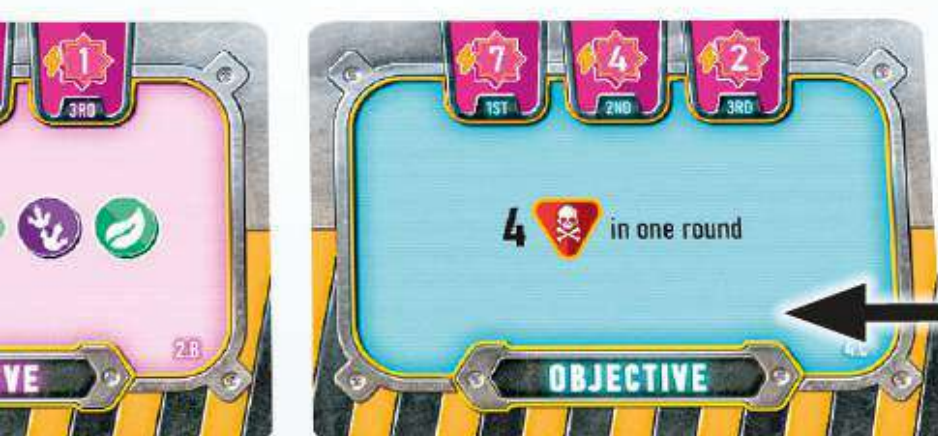 1
3RD
2.B
VE
7 4 2
1ST 2ND 3RD
4 in one round
OBJECTIVE